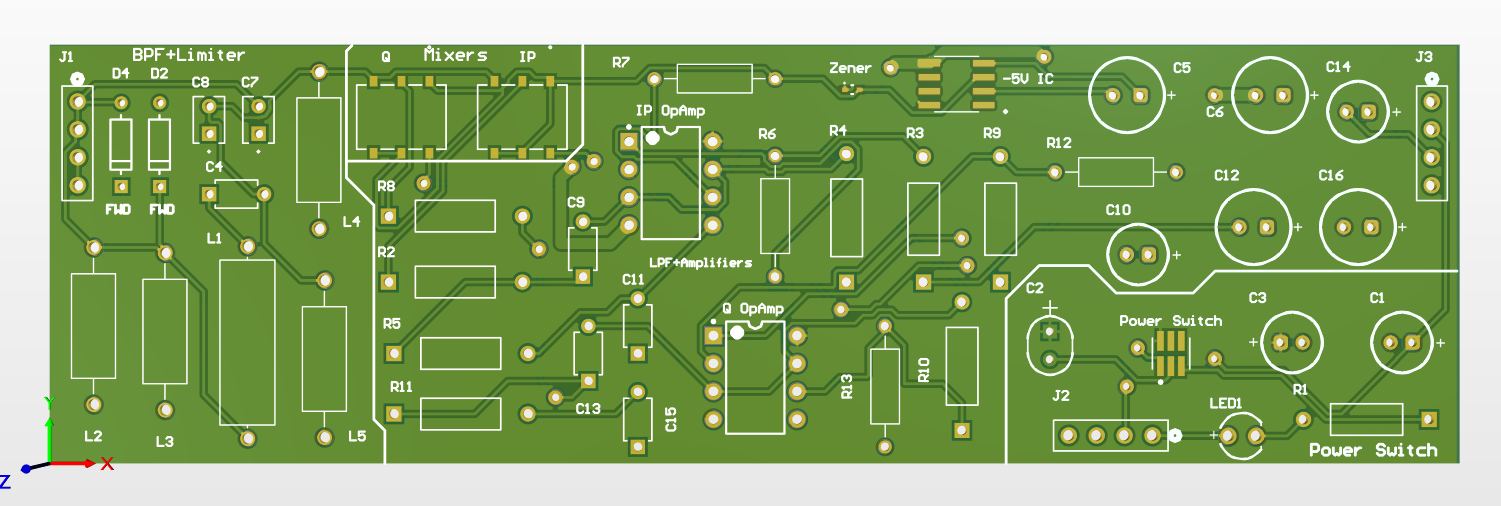 J1 BPF+Limiter Q Mixers IP R7 Zener -5V IC C5 C6 C14 J3
D4 D2 C8 C7
IP OpAmp
R6 R4 R3 R9 R12
C4
FWD FWD
R8 C9 C12 C16
L1 L4 C10
R2 LPF+Amplifiers
C11 C2 C3 C1
Q OpAmp
R5 Power Switch
R11 R13 R10 R1
C13 C15 J2 LED1
L2 L3 L5
Power Switch
Y
X
Z